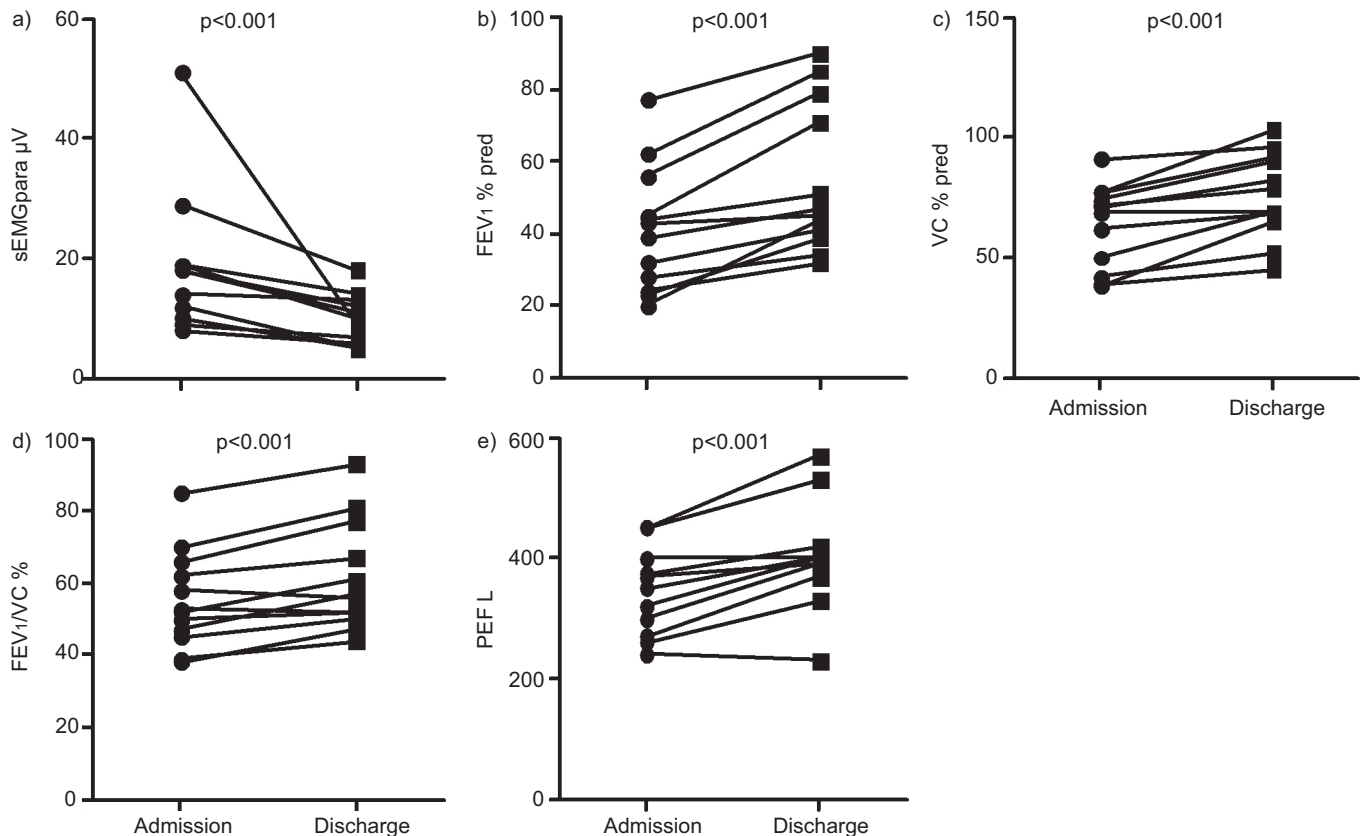 a)
p<0.001
60
40
20
0
sEMGpara µV
b)
p<0.001
100
80
60
40
20
0
FEV1 % pred
c)
p<0.001
150
100
50
0
VC % pred
Admission Discharge
d)
p<0.001
100
80
60
40
20
0
FEV1/VC %
Admission Discharge
e)
p<0.001
600
400
200
0
PEF L
Admission Discharge